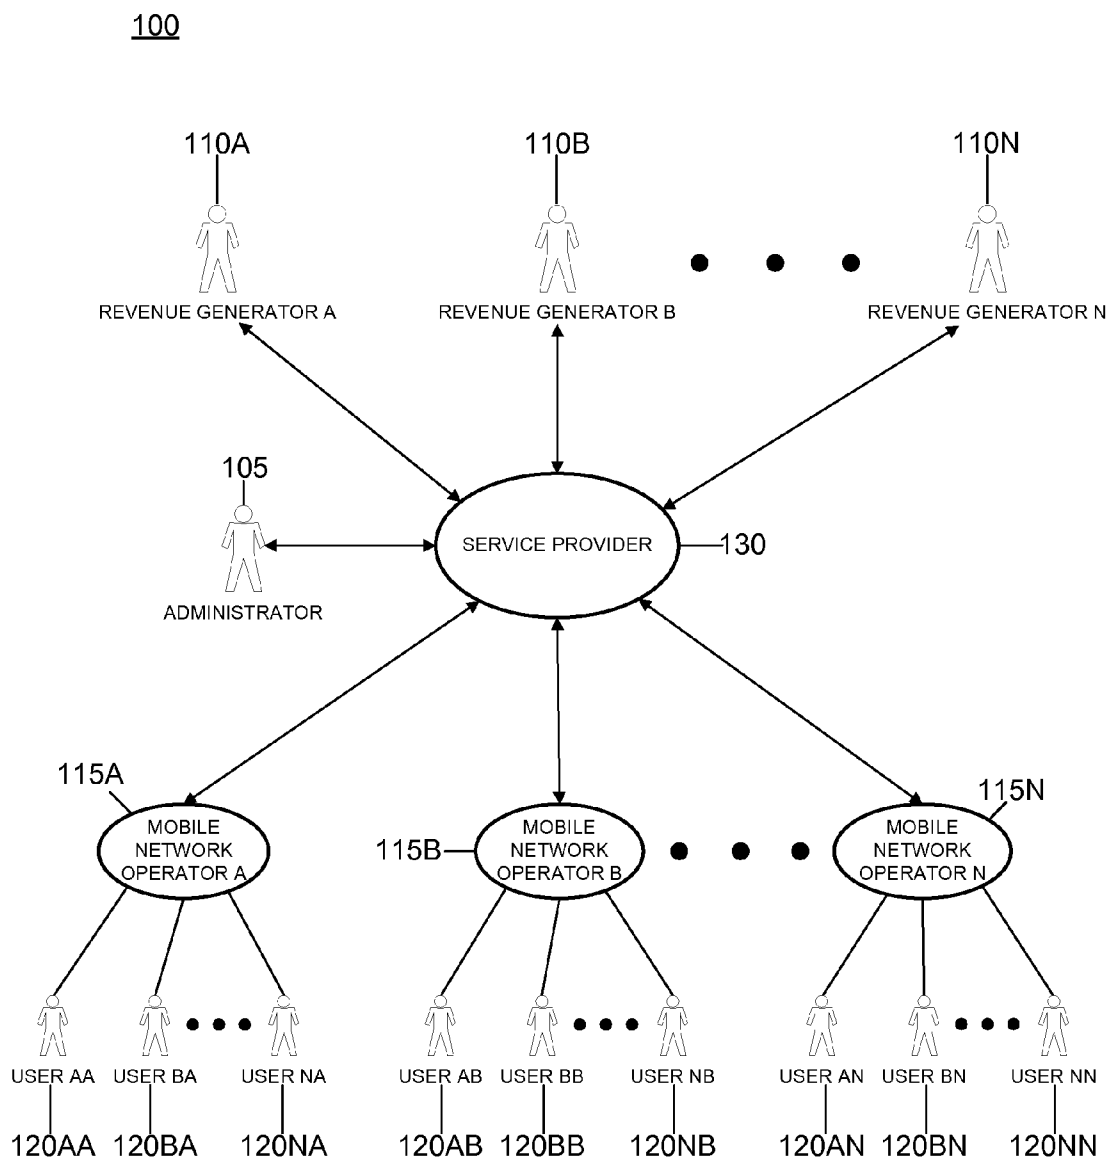 100
110A
110B
110N
REVENUE GENERATOR A
REVENUE GENERATOR B
REVENUE GENERATOR N
105
SERVICE PROVIDER
130
ADMINISTRATOR
115A
115N
MOBILE
NETWORK
OPERATOR A
115B
MOBILE
NETWORK
OPERATOR B
MOBILE
NETWORK
OPERATOR N
USER AA
USER BA
USER NA
USER AB
USER BB
USER NB
USER AN
USER BN
USER NN
120AA
120BA
120NA
120AB
120BB
120NB
120AN
120BN
120NN